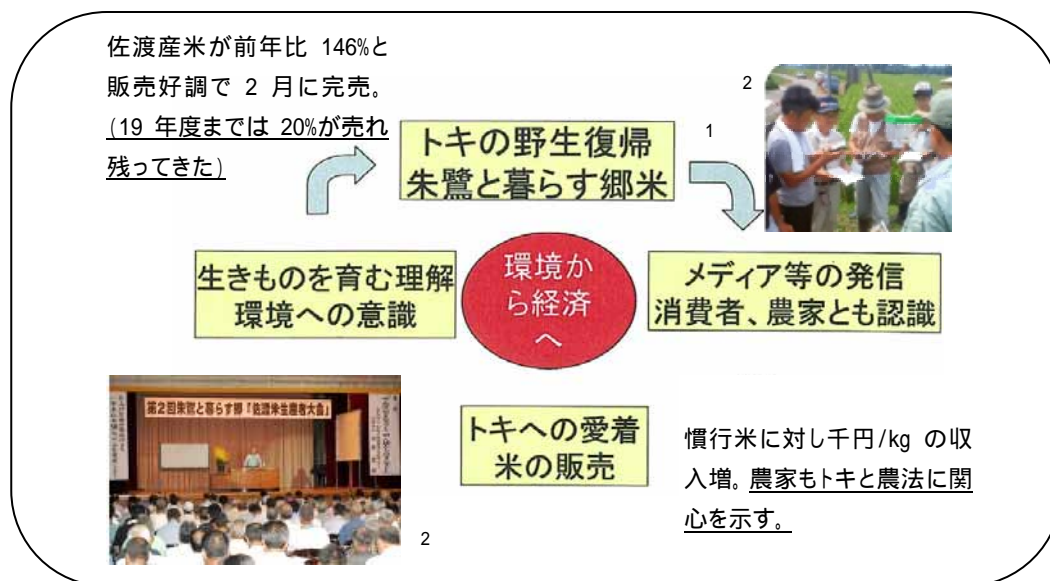 佐渡産米が前年比 146%と
販売好調で 2 月に完売。
(19 年度までは 20%が売れ
残ってきた)
2
1
トキの野生復帰
朱鷺と暮らす郷米
生きものを育む理解
環境への意識
環境か
ら経済
へ
メディア等の発信
消費者、農家とも認識
第2回朱鷺と暮らす郷「佐渡米生産者大会」
トキへの愛着
米の販売
慣行米に対し千円/kg の収
入増。農家もトキと農法に関
心を示す。
2